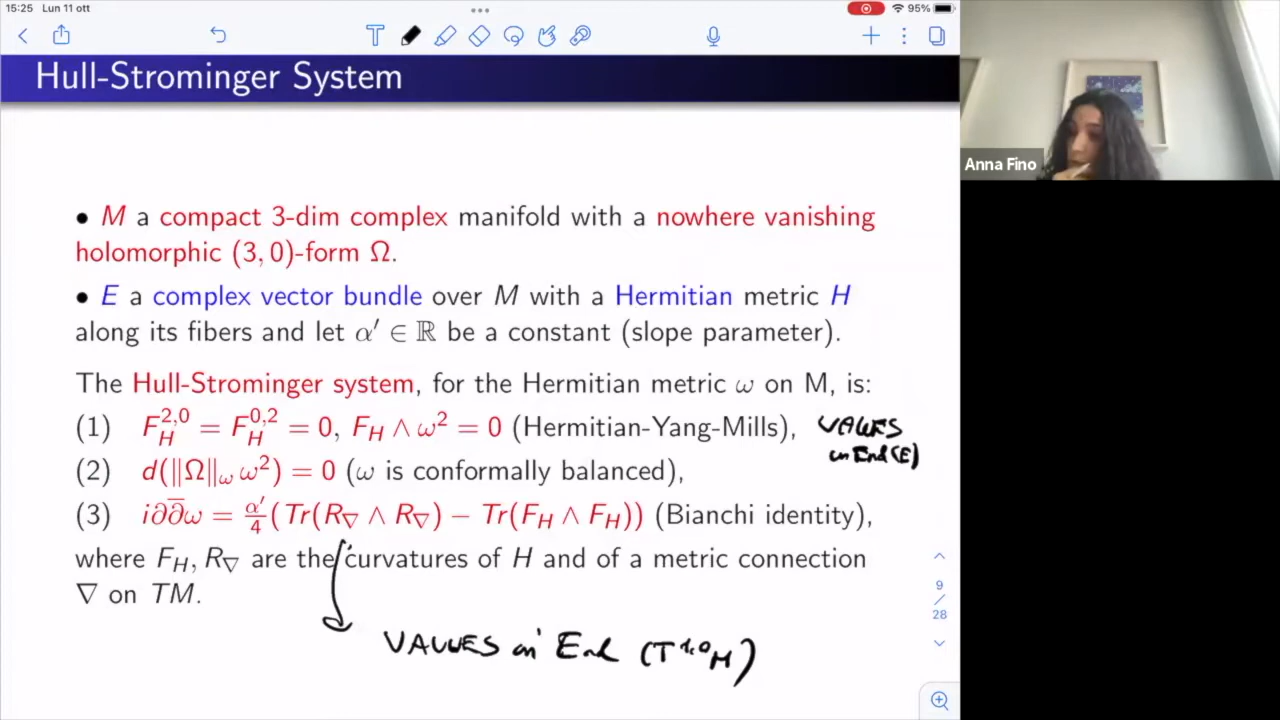 15:25 Lun 11 ott
95%
Hull-Strominger System
Anna Fino
• M a compact 3-dim complex manifold with a nowhere vanishing
holomorphic (3, 0)-form Ω.
• E a complex vector bundle over M with a Hermitian metric H
along its fibers and let α′ ∈ ℝ be a constant (slope parameter).
The Hull-Strominger system, for the Hermitian metric ω on M, is:
(1) F_H^{2,0} = F_H^{0,2} = 0, F_H ∧ ω² = 0 (Hermitian-Yang-Mills),
VALUES
in End(E)
(2) d(‖Ω‖_ω ω²) = 0 (ω is conformally balanced),
(3) i∂∂̅ω = α′/4 (Tr(R_∇ ∧ R_∇) − Tr(F_H ∧ F_H)) (Bianchi identity),
where F_H, R_∇ are the curvatures of H and of a metric connection
∇ on TM.
VALUES in End (T^{1,0}M)
9
/
28